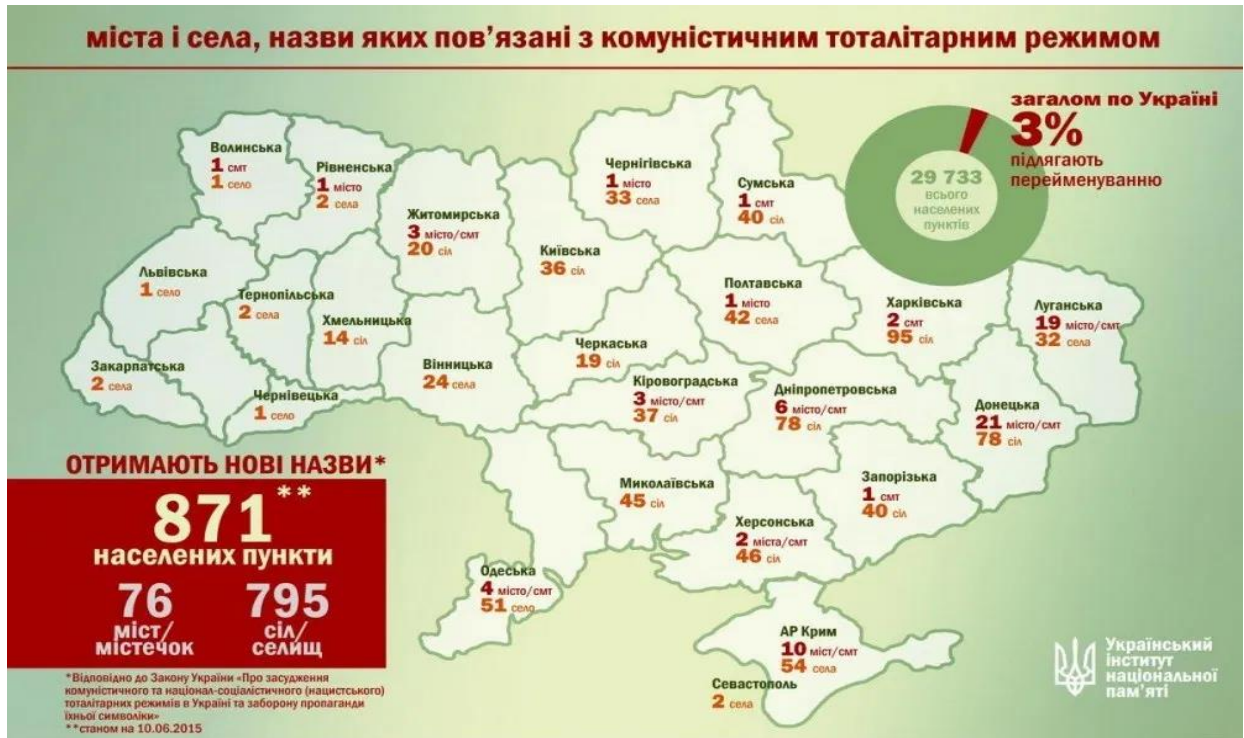 міста і села, назви яких пов’язані з комуністичним тоталітарним режимом
загалом по Україні
3%
підлягають
перейменуванню
29 733
всього
населених
пунктів
Волинська
1 смт
1 село
Рівненська
1 місто
2 села
Житомирська
3 місто/смт
20 сіл
Чернігівська
1 місто
33 села
Сумська
1 смт
40 сіл
Київська
36 сіл
Львівська
1 село
Тернопільська
2 села
Хмельницька
14 сіл
Полтавська
1 місто
42 села
Харківська
2 смт
95 сіл
Луганська
19 місто/смт
32 села
Закарпатська
2 села
Чернівецька
1 село
Вінницька
24 села
Черкаська
19 сіл
Кіровоградська
3 місто/смт
37 сіл
Дніпропетровська
6 місто/смт
78 сіл
Донецька
21 місто/смт
78 сіл
Миколаївська
45 сіл
Запорізька
1 смт
40 сіл
Херсонська
2 міста/смт
46 сіл
Одеська
4 місто/смт
51 село
АР Крим
10 міст/смт
54 села
Севастополь
2 села
ОТРИМАЮТЬ НОВІ НАЗВИ*
871**
населених пункти
76
міст/
містечок
795
сіл/
селищ
*Відповідно до Закону України «Про засудження
комуністичного та націонал-соціалістичного (нацистського)
тоталітарних режимів в Україні та заборону пропаганди
їхньої символіки»
**станом на 10.06.2015
Український
інститут
національної
пам’яті